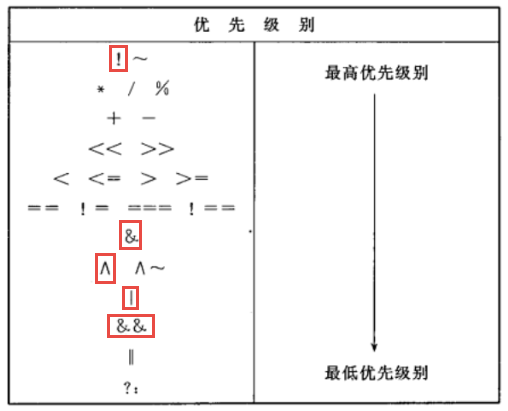 优先级别
! ~
* / %
+ -
<< >>
< <= > >=
== != === !==
&
^ ^~
|
&&
||
?:
最高优先级别
最低优先级别